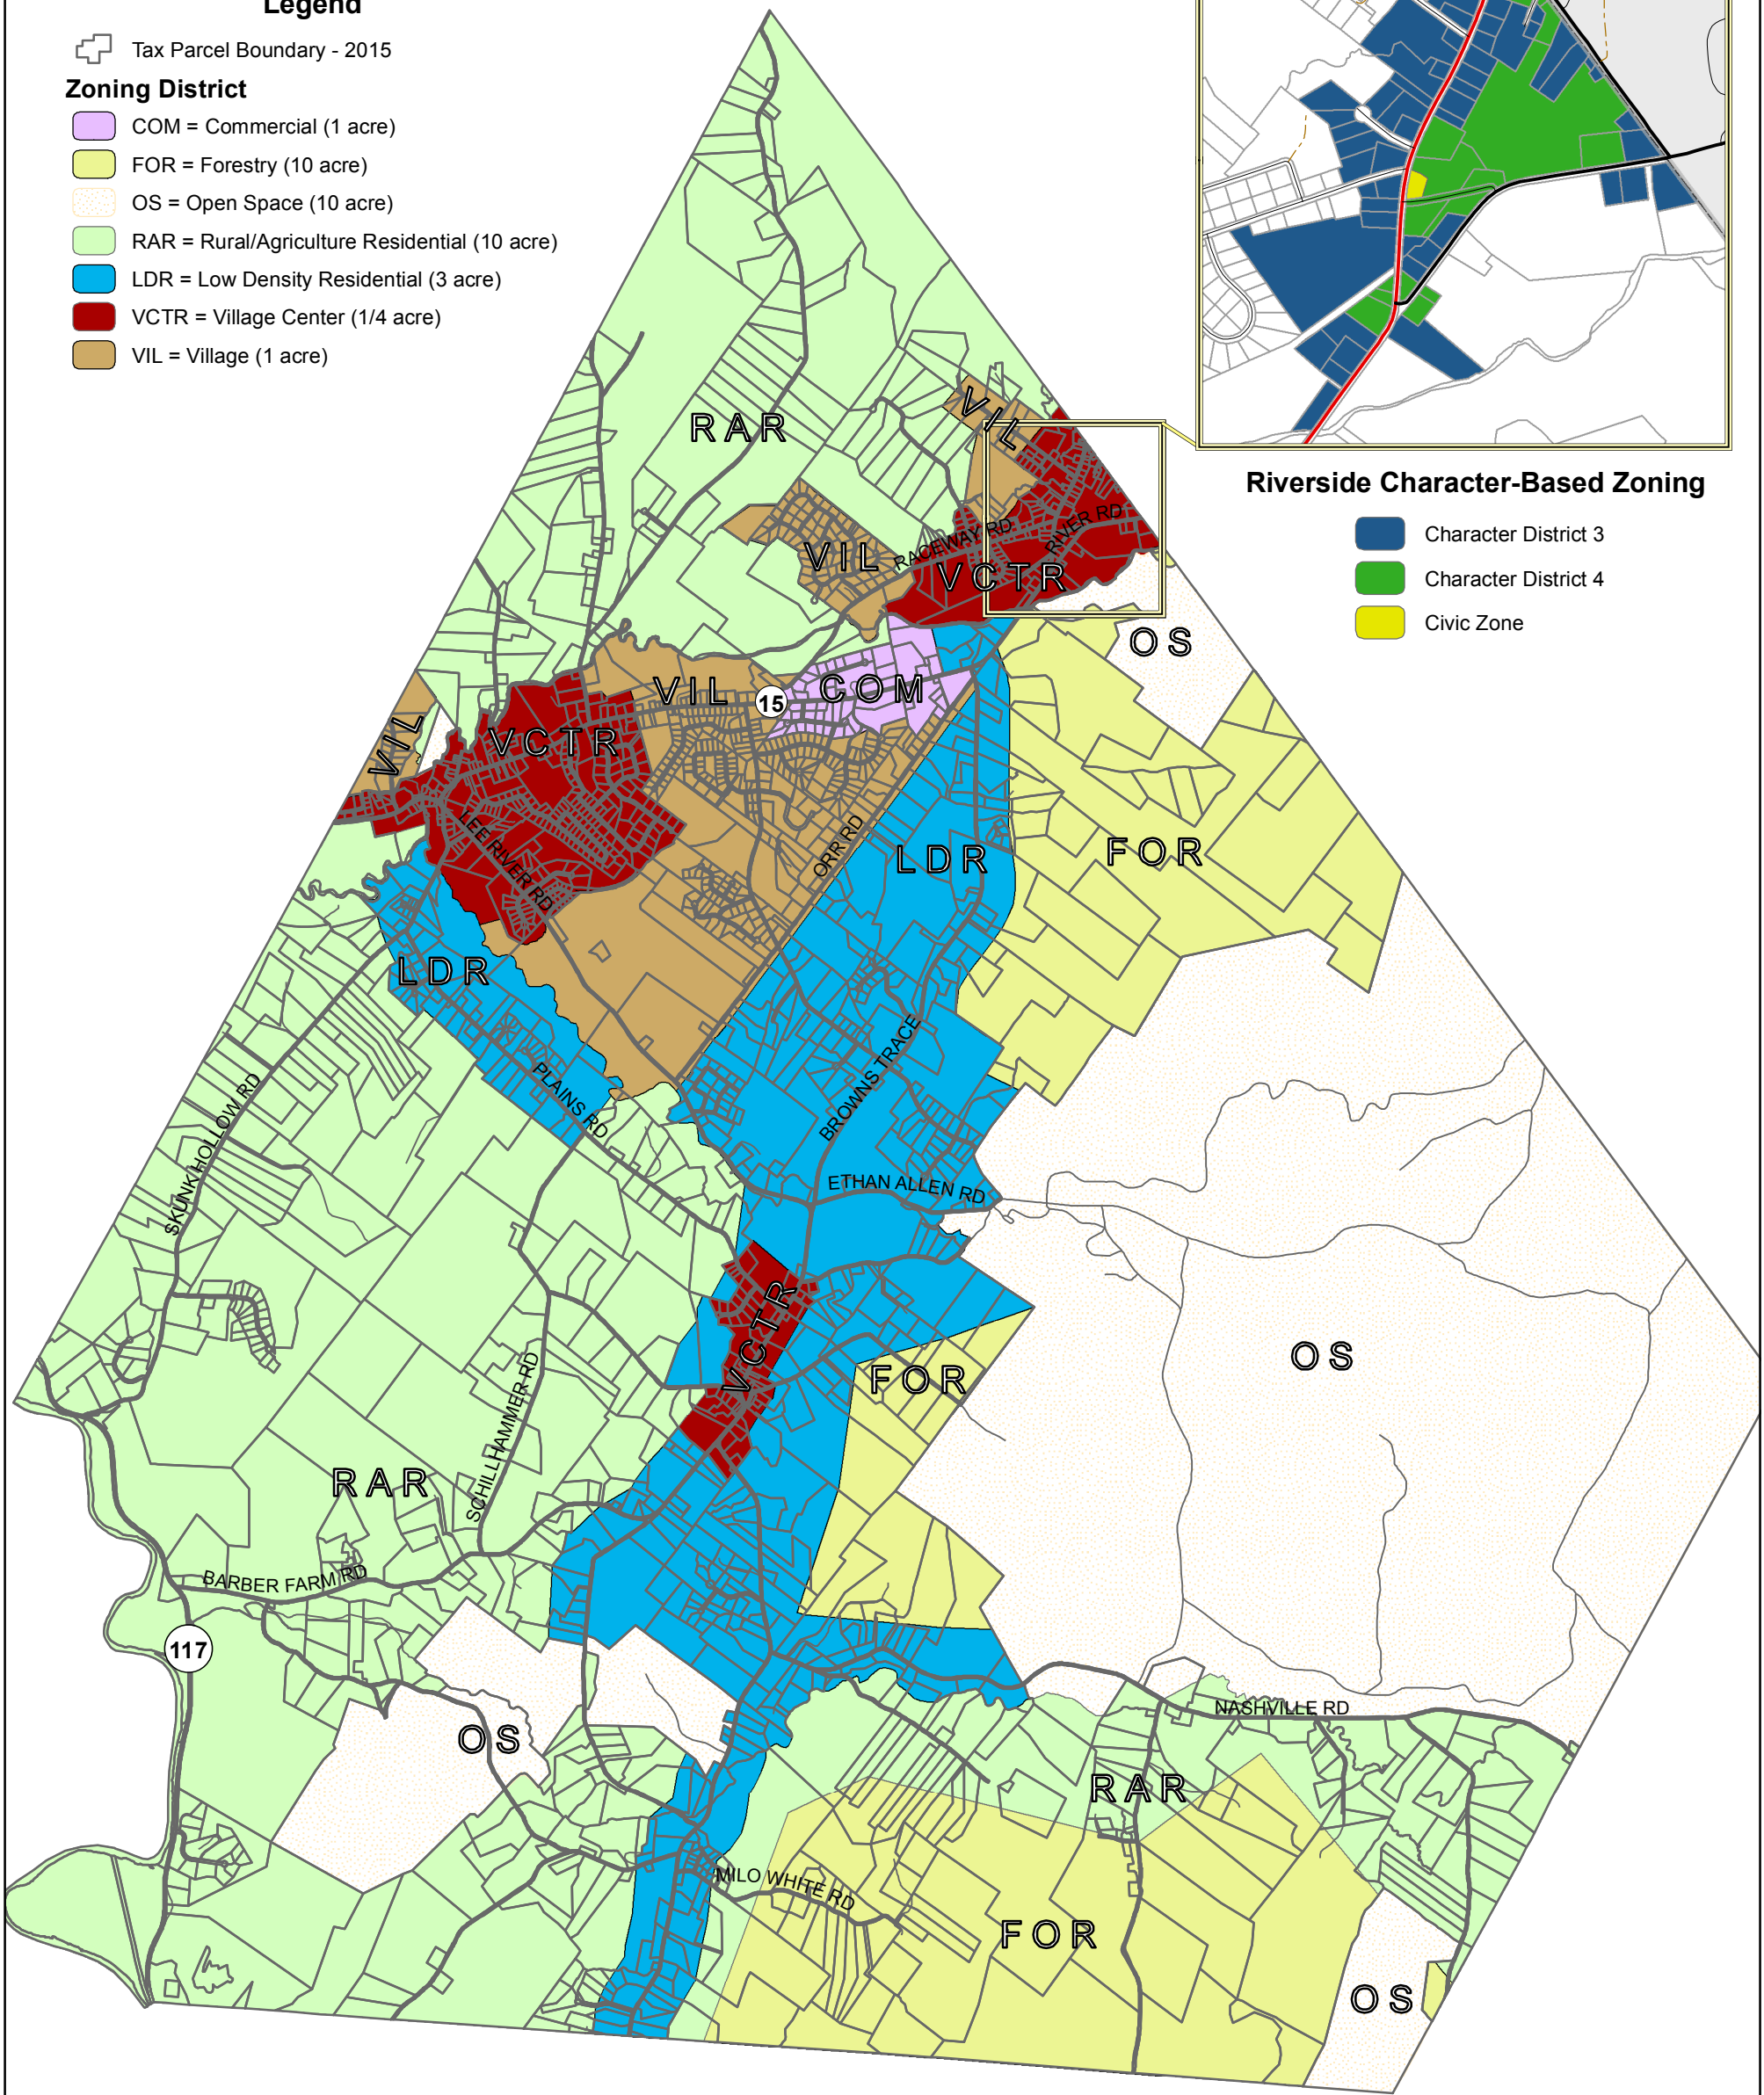 Legend
Tax Parcel Boundary - 2015
Zoning District
COM = Commercial (1 acre)
FOR = Forestry (10 acre)
OS = Open Space (10 acre)
RAR = Rural/Agriculture Residential (10 acre)
LDR = Low Density Residential (3 acre)
VCTR = Village Center (1/4 acre)
VIL = Village (1 acre)
Riverside Character-Based Zoning
Character District 3
Character District 4
Civic Zone
RAR
VIL
RACEWAY RD
RIVER RD
VIL
VCTR
OS
VIL
15
COM
VIL
VCTR
LEE RIVER RD
ORR RD
LDR
FOR
LDR
PLAINS RD
BROWNS TRACE
SKUNK HOLLOW RD
ETHAN ALLEN RD
VCTR
FOR
OS
SCHILLHAMMER RD
RAR
BARBER FARM RD
117
OS
NASHVILLE RD
RAR
MILO WHITE RD
FOR
OS